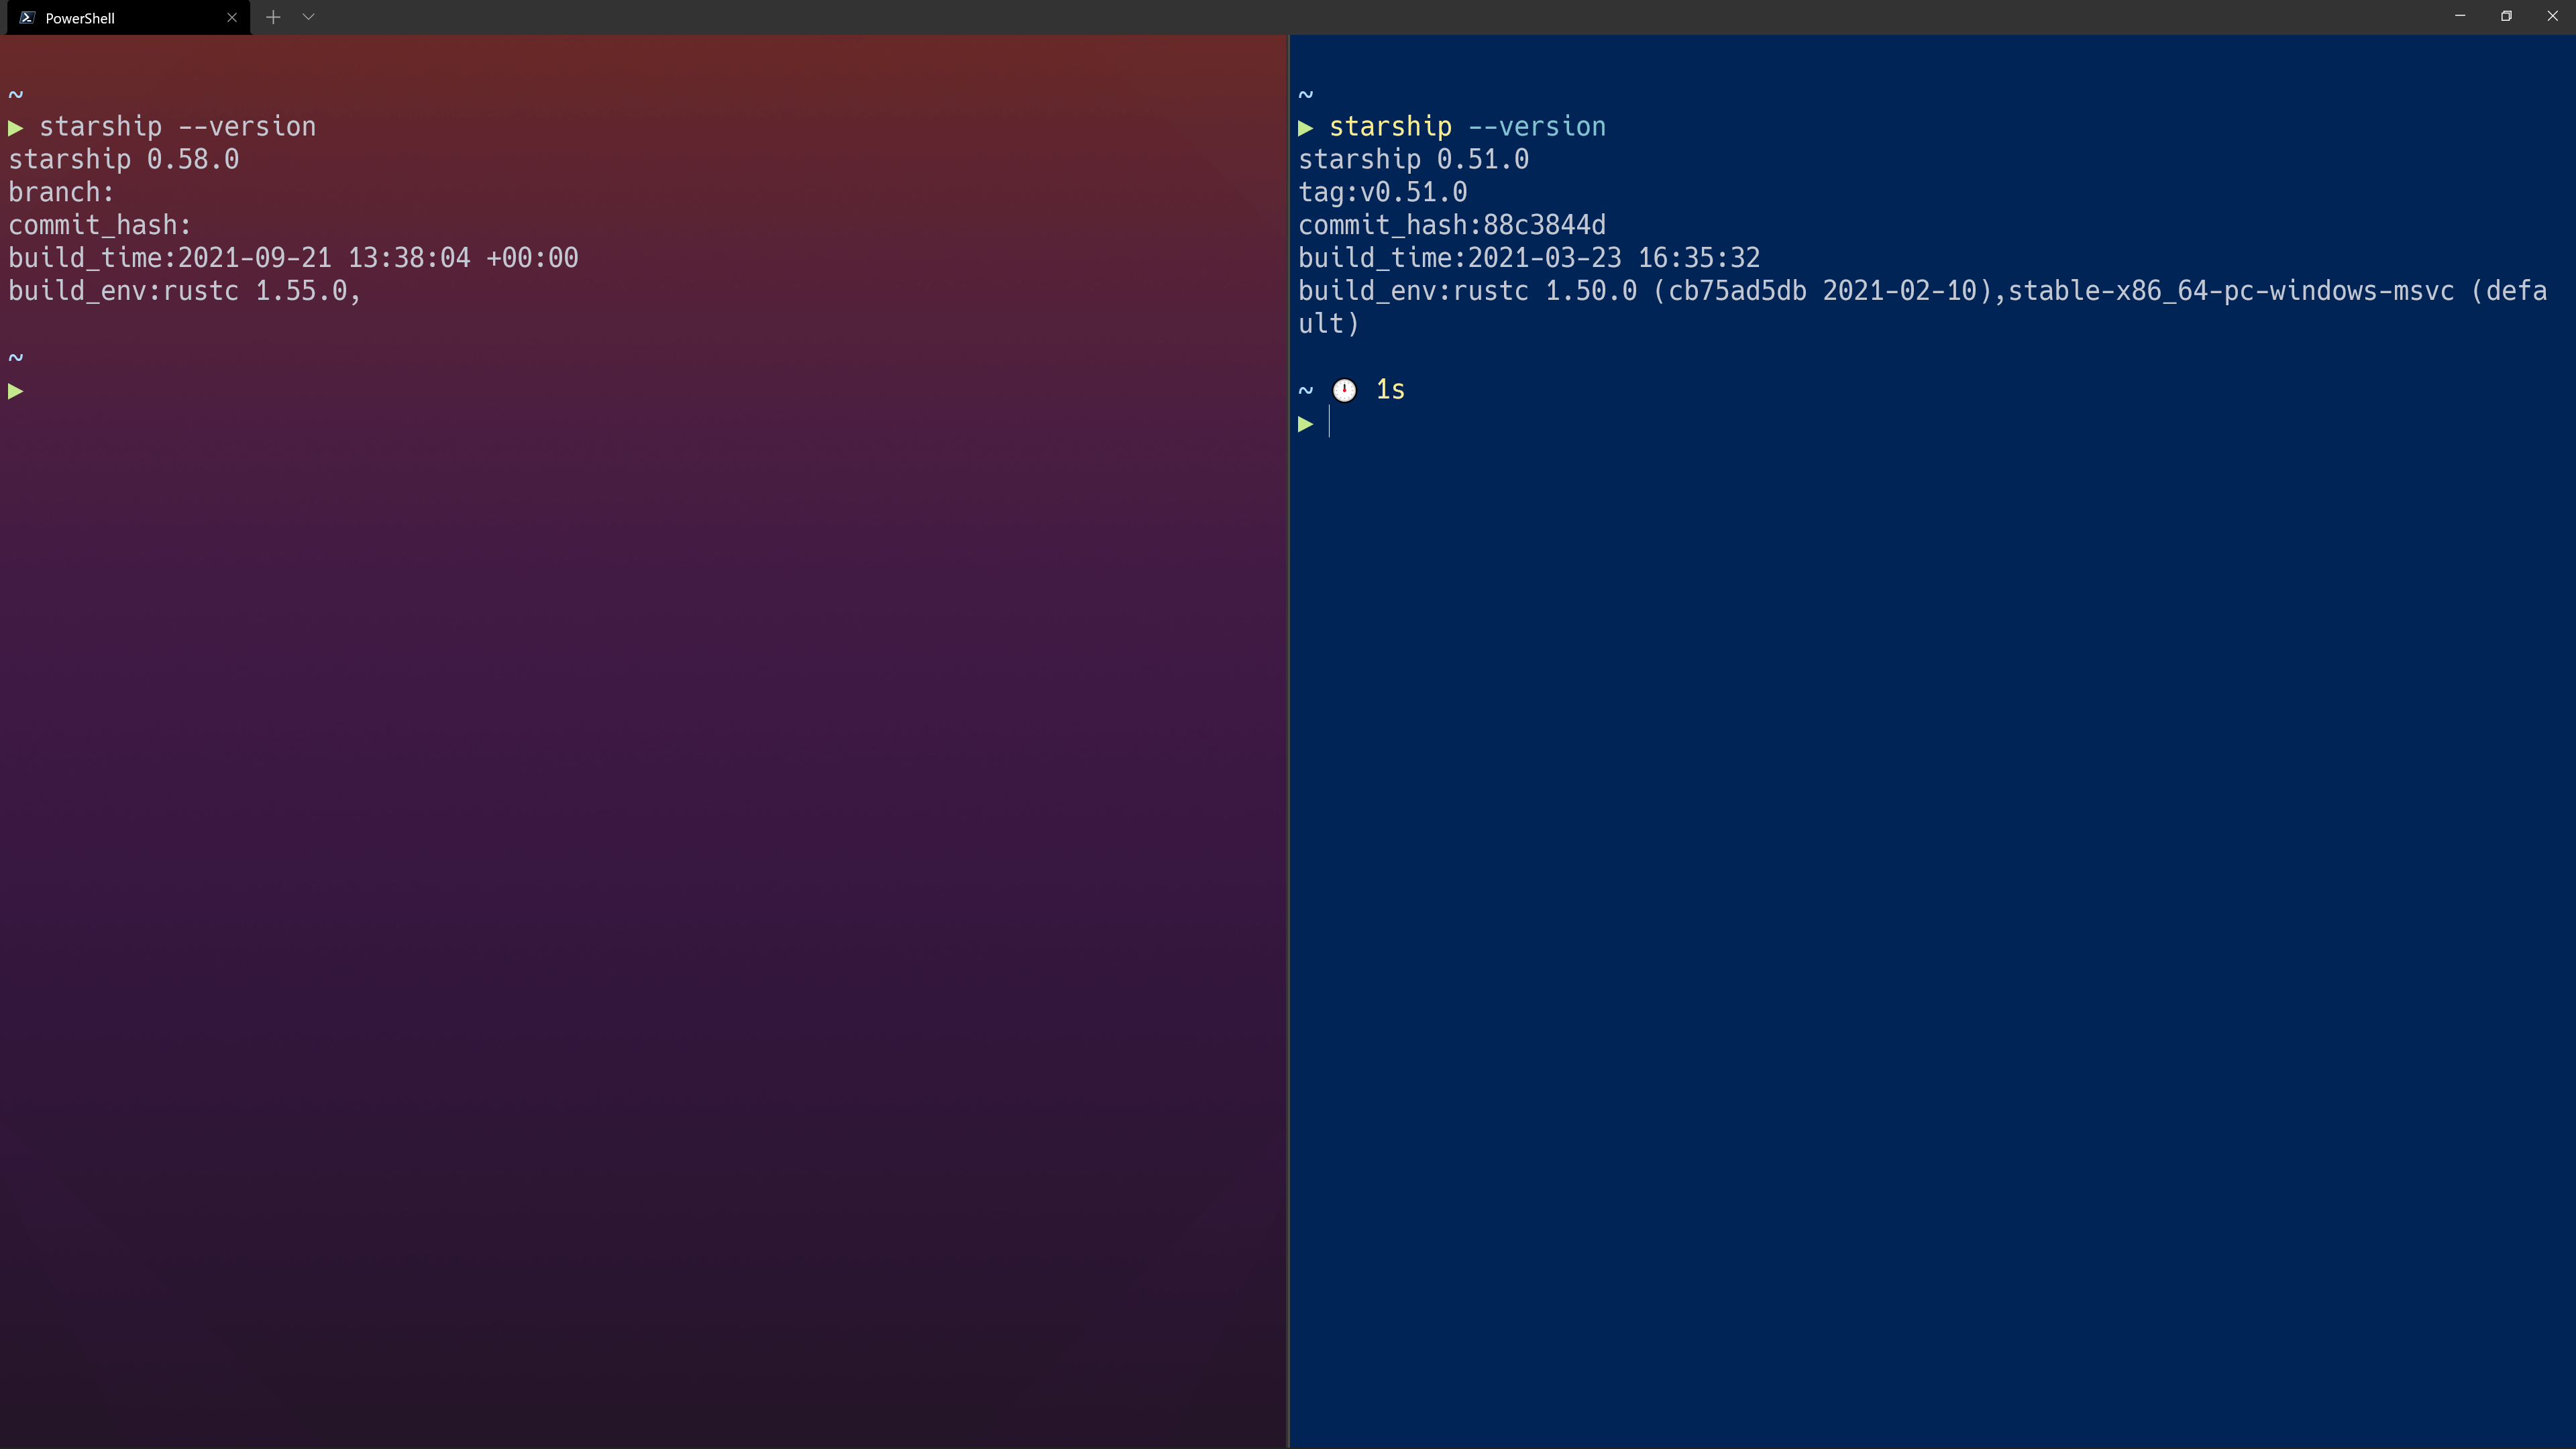 PowerShell
~
▶ starship --version
starship 0.58.0
branch:
commit_hash:
build_time:2021-09-21 13:38:04 +00:00
build_env:rustc 1.55.0,
~
▶
~
▶ starship --version
starship 0.51.0
tag:v0.51.0
commit_hash:88c3844d
build_time:2021-03-23 16:35:32
build_env:rustc 1.50.0 (cb75ad5db 2021-02-10),stable-x86_64-pc-windows-msvc (defa
ult)
~ 🕛 1s
▶